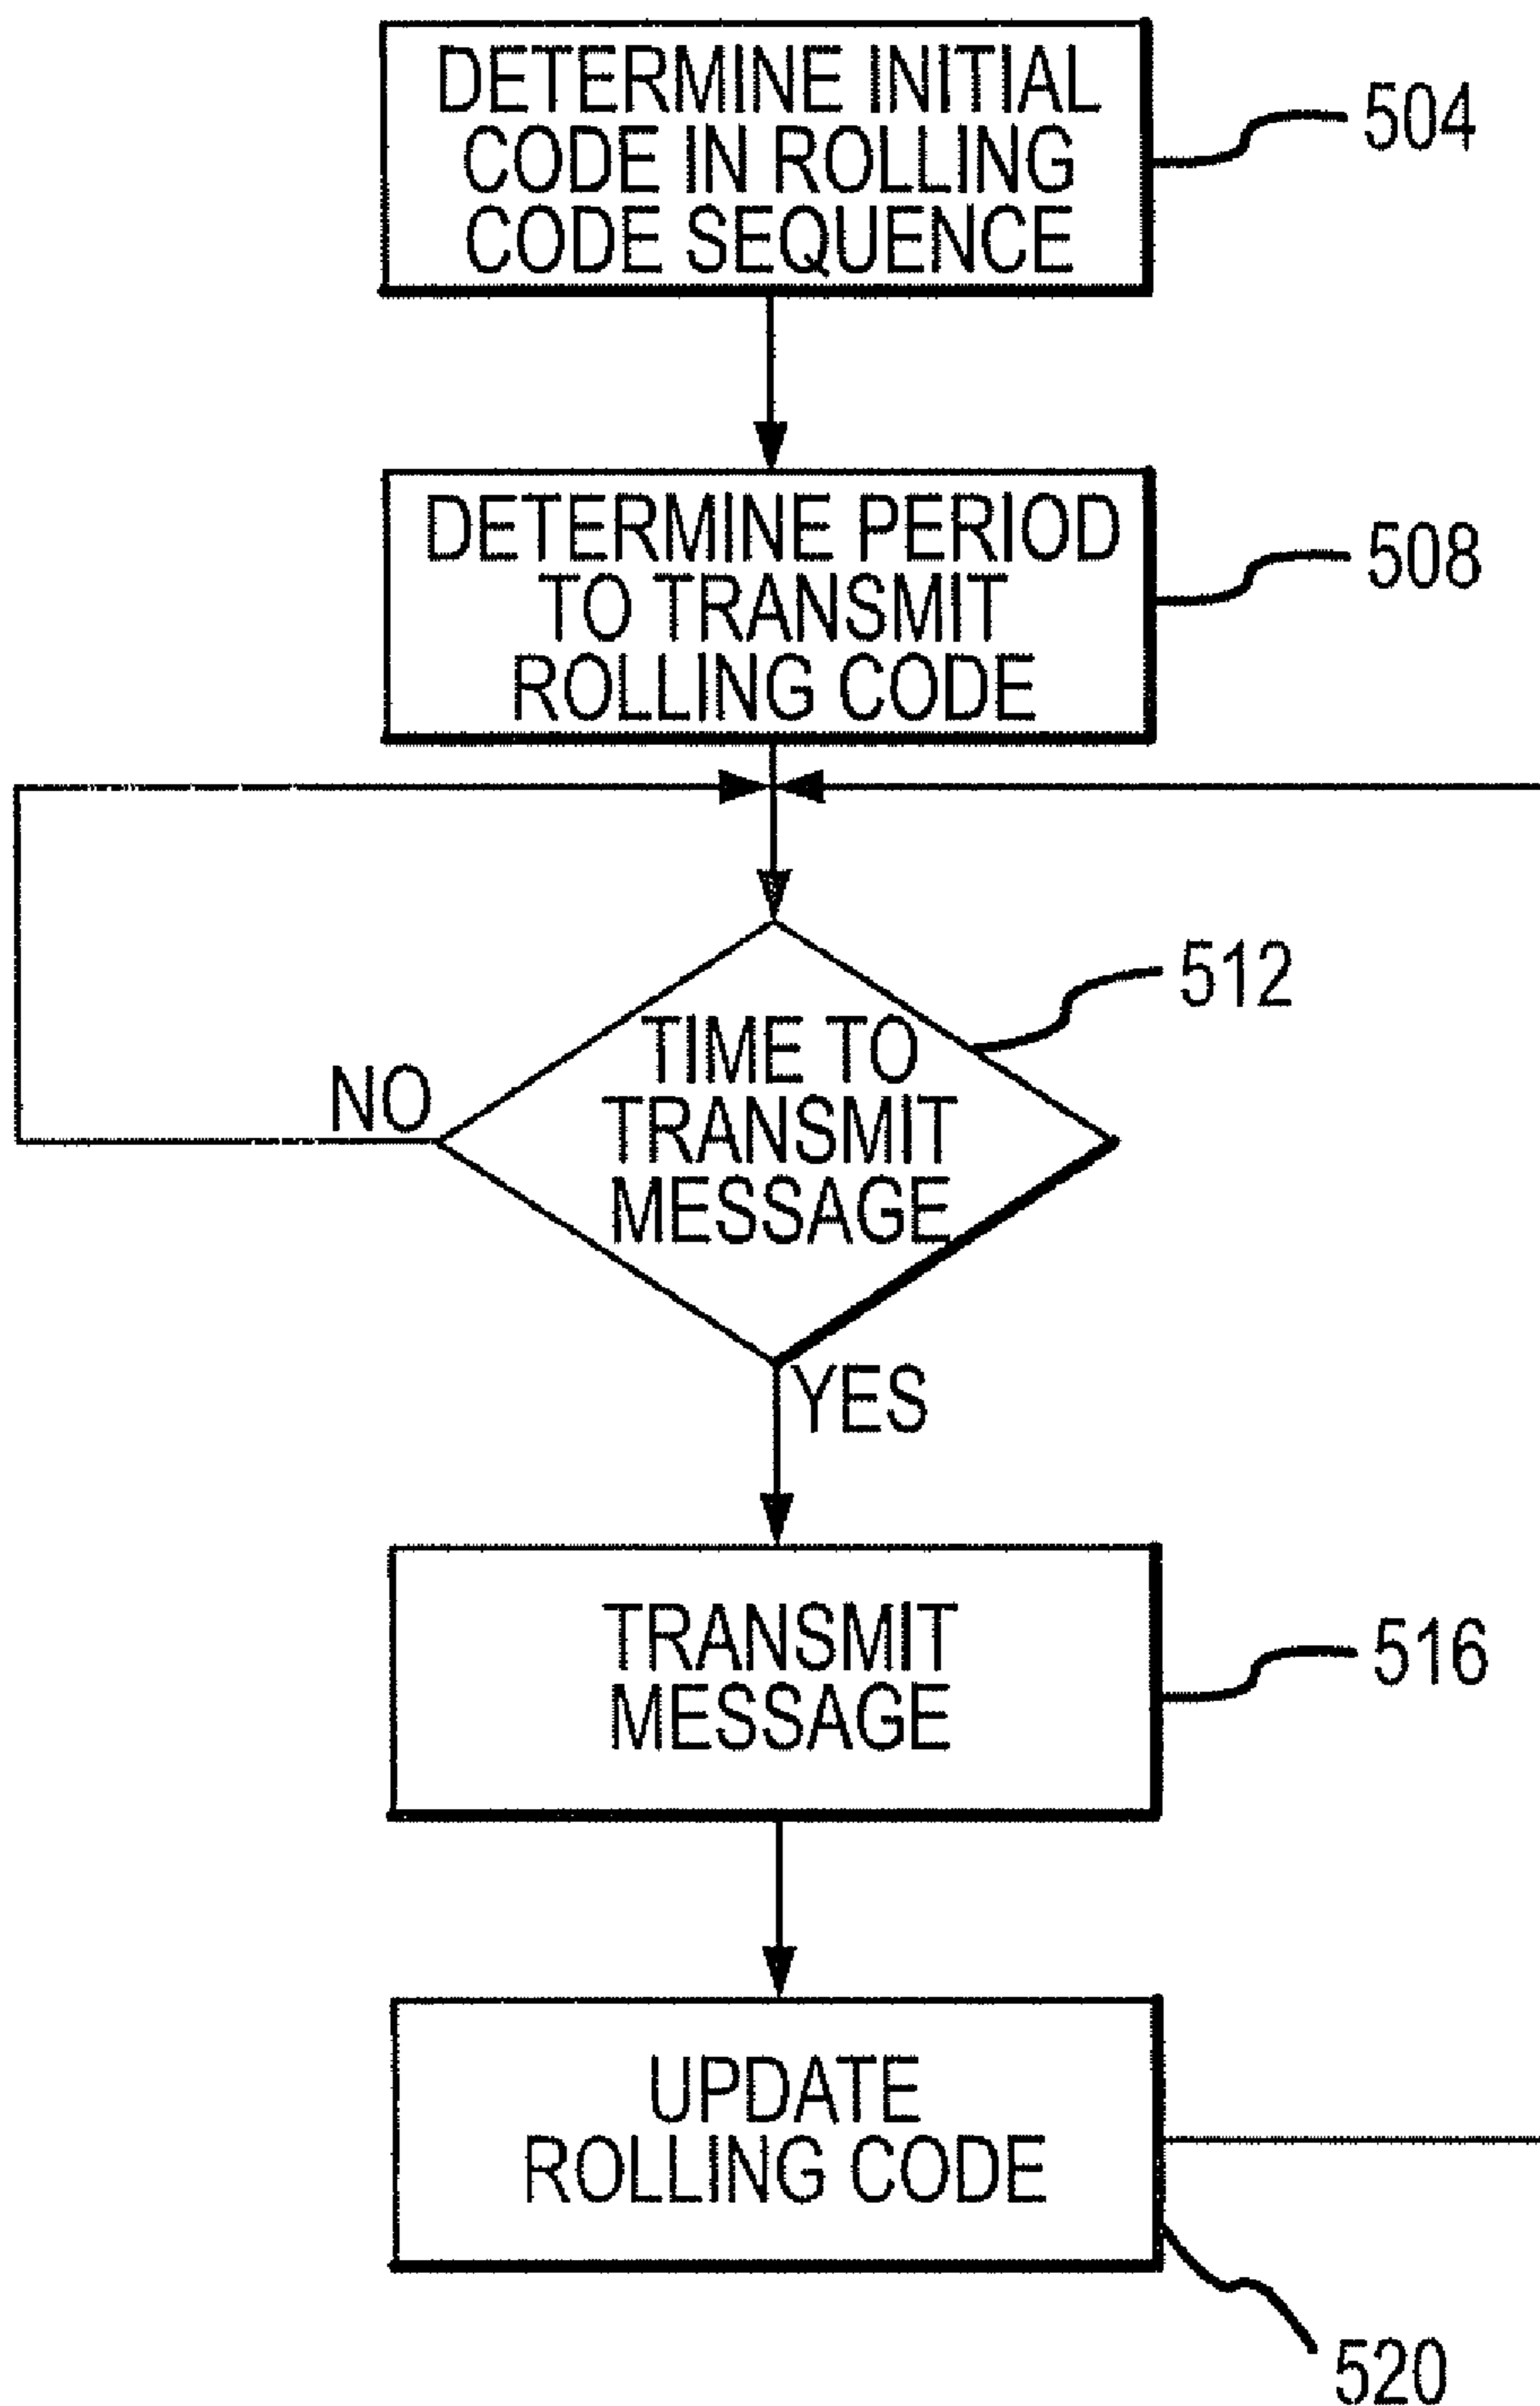 DETERMINE INITIAL
CODE IN ROLLING
CODE SEQUENCE
504
DETERMINE PERIOD
TO TRANSMIT
ROLLING CODE
508
512
TIME TO
TRANSMIT
MESSAGE
NO
YES
TRANSMIT
MESSAGE
516
UPDATE
ROLLING CODE
520